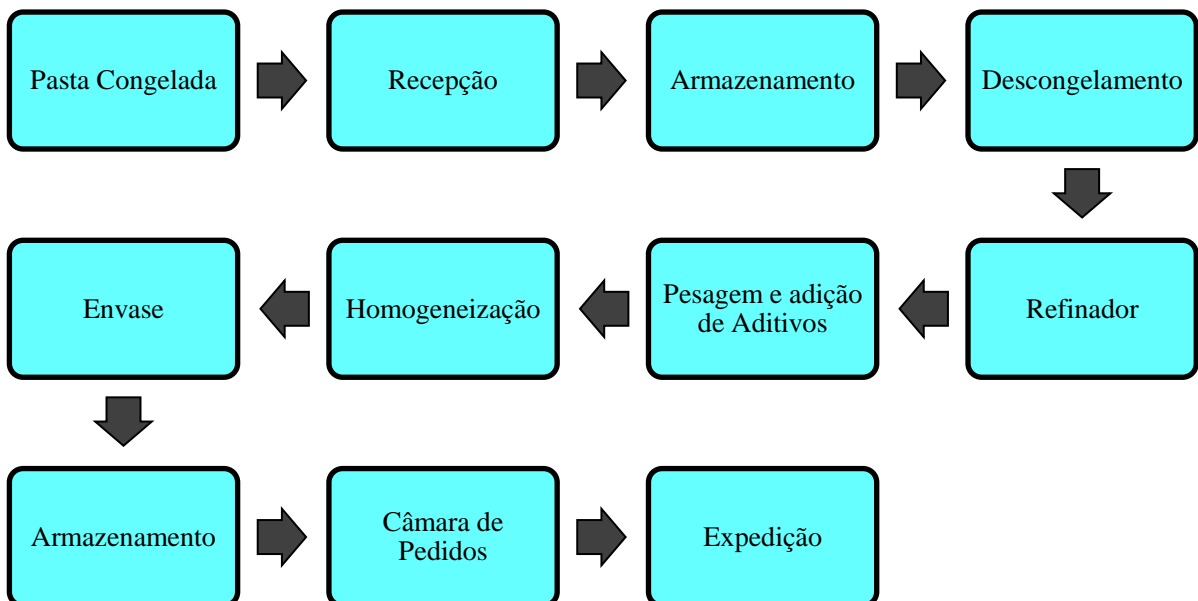 Pasta Congelada
Recepção
Armazenamento
Descongelamento
Refinador
Pesagem e adição
de Aditivos
Homogeneização
Envase
Armazenamento
Câmara de
Pedidos
Expedição